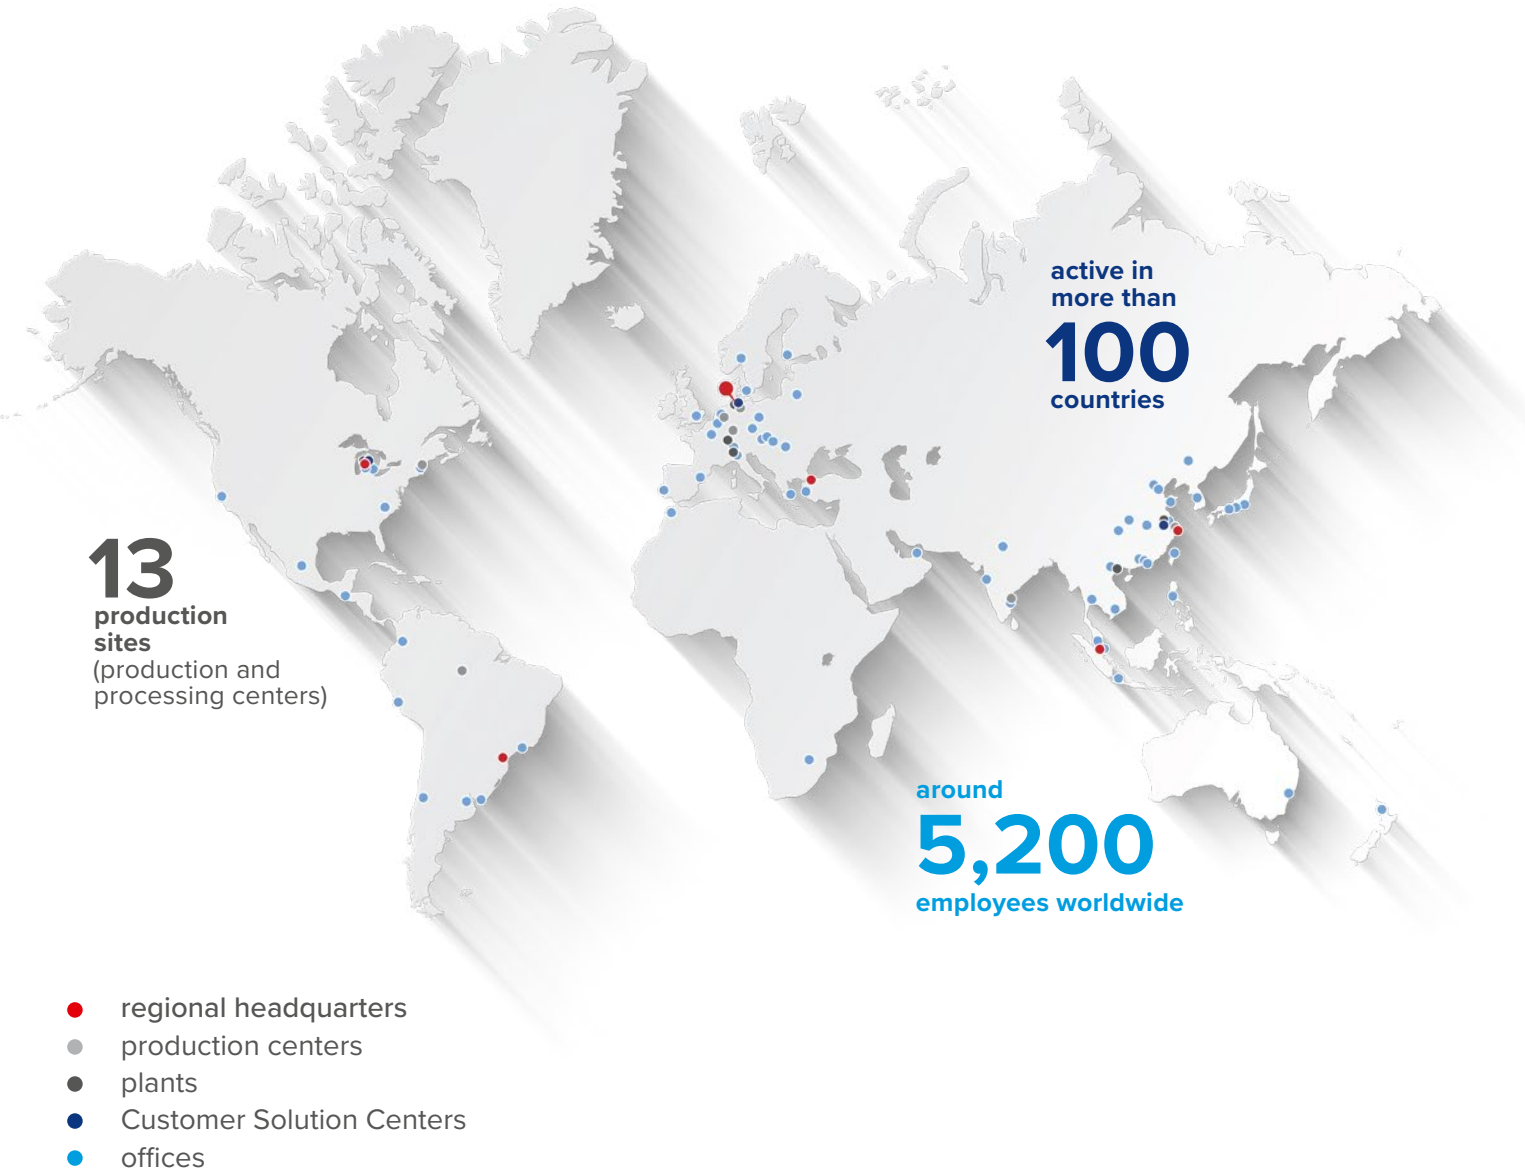 active in
more than
100
countries
13
production
sites
(production and
processing centers)
around
5,200
employees worldwide
regional headquarters
production centers
plants
Customer Solution Centers
offices